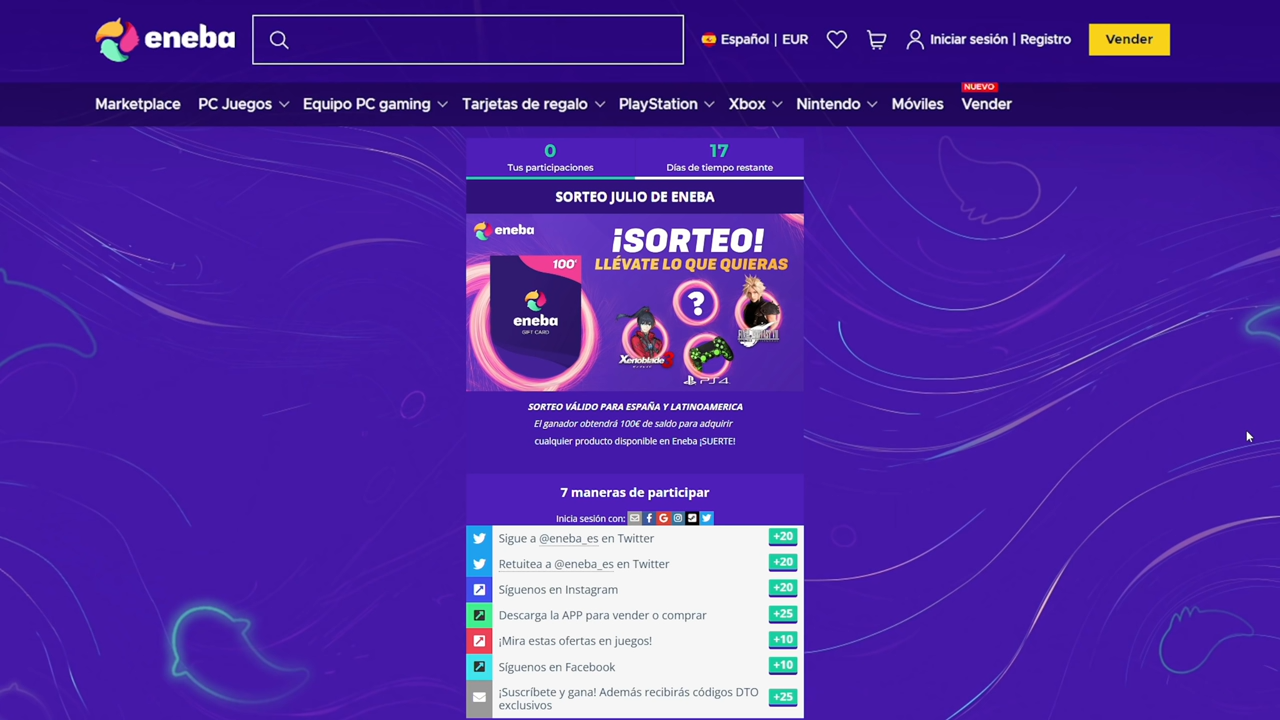 eneba
Español | EUR
Iniciar sesión | Registro
Vender
NUEVO
Marketplace
PC Juegos
Equipo PC gaming
Tarjetas de regalo
PlayStation
Xbox
Nintendo
Móviles
Vender
0
Tus participaciones
17
Días de tiempo restante
SORTEO JULIO DE ENEBA
eneba
¡SORTEO!
LLÉVATE LO QUE QUIERAS
100€
eneba
GIFT CARD
?
Xenoblade 3
PS4
SORTEO VÁLIDO PARA ESPAÑA Y LATINOAMERICA
El ganador obtendrá 100€ de saldo para adquirir
cualquier producto disponible en Eneba ¡SUERTE!
7 maneras de participar
Inicia sesión con:
Sigue a @eneba_es en Twitter +20
Retuitea a @eneba_es en Twitter +20
Síguenos en Instagram +20
Descarga la APP para vender o comprar +25
¡Mira estas ofertas en juegos! +10
Síguenos en Facebook +10
¡Suscríbete y gana! Además recibirás códigos DTO
exclusivos +25